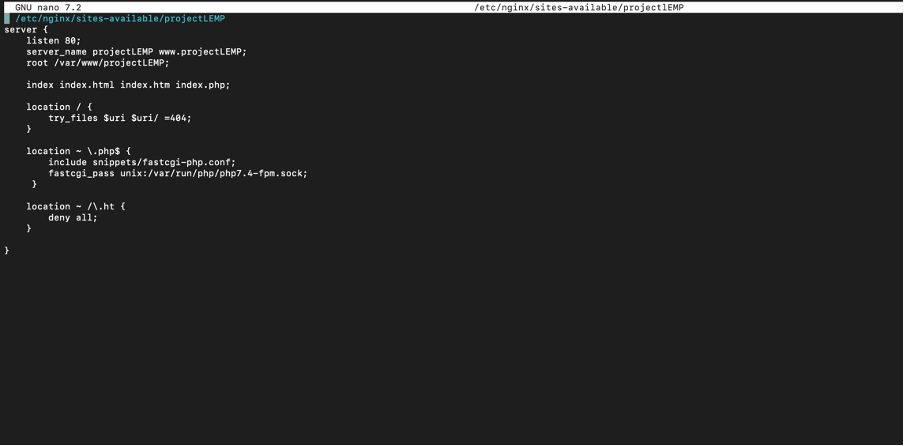 GNU nano 7.2 /etc/nginx/sites-available/projectlEMP
# /etc/nginx/sites-available/projectLEMP
server {
    listen 80;
    server_name projectLEMP www.projectLEMP;
    root /var/www/projectLEMP;

    index index.html index.htm index.php;

    location / {
        try_files $uri $uri/ =404;
    }

    location ~ \.php$ {
        include snippets/fastcgi-php.conf;
        fastcgi_pass unix:/var/run/php/php7.4-fpm.sock;
     }

    location ~ /\.ht {
        deny all;
    }

}